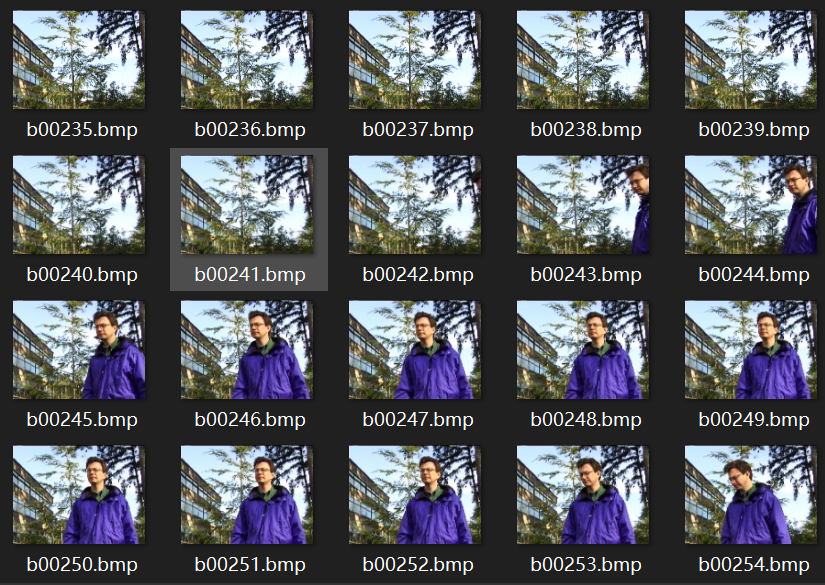 b00235.bmp b00236.bmp b00237.bmp b00238.bmp b00239.bmp
b00240.bmp b00241.bmp b00242.bmp b00243.bmp b00244.bmp
b00245.bmp b00246.bmp b00247.bmp b00248.bmp b00249.bmp
b00250.bmp b00251.bmp b00252.bmp b00253.bmp b00254.bmp